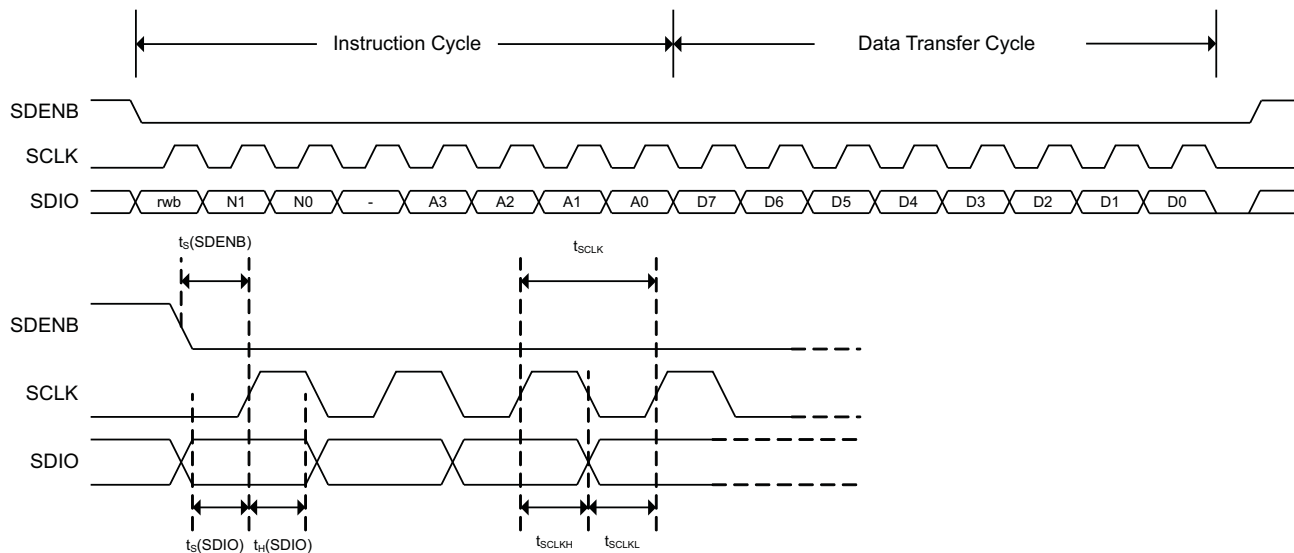 Instruction Cycle Data Transfer Cycle
SDENB
SCLK
SDIO rwb N1 N0 - A3 A2 A1 A0 D7 D6 D5 D4 D3 D2 D1 D0
tS(SDENB) tSCLK
SDENB
SCLK
SDIO
tS(SDIO) tH(SDIO) tSCLKH tSCLKL